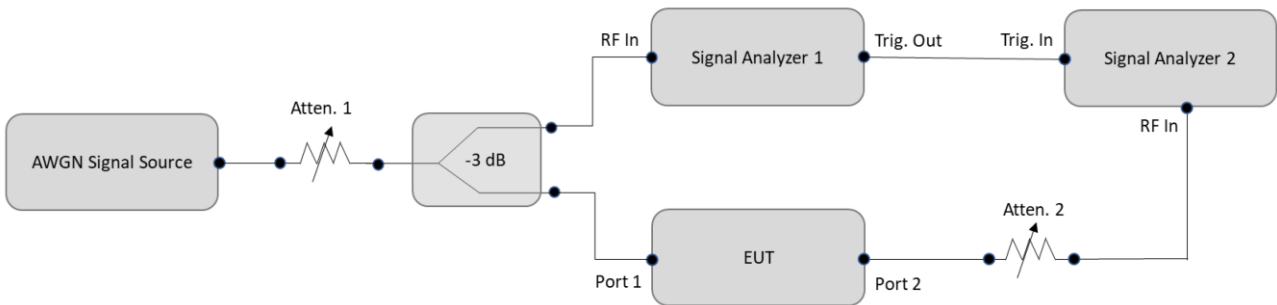 RF In
Signal Analyzer 1
Trig. Out
Trig. In
Signal Analyzer 2
Atten. 1
RF In
AWGN Signal Source
-3 dB
Atten. 2
EUT
Port 1
Port 2